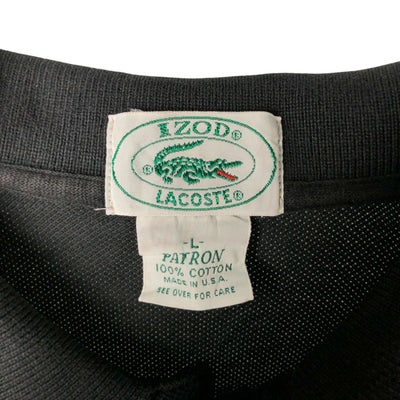 IZOD®
® ®
LACOSTE®
-L-
PATRON
100% COTTON
MADE IN U.S.A.
SEE OVER FOR CARE